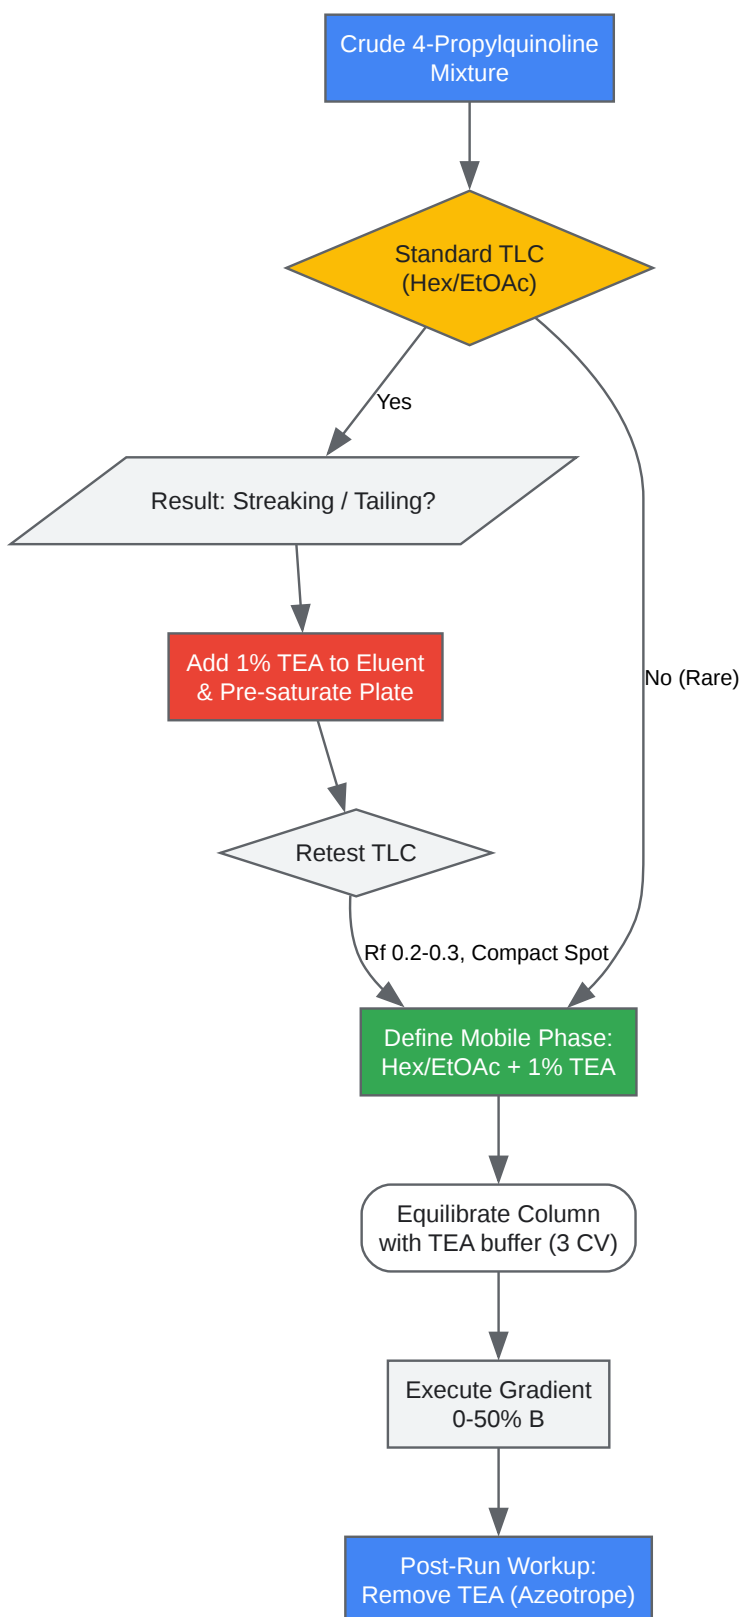 Crude 4-Propylquinoline
Mixture
Standard TLC
(Hex/EtOAc)
Yes
Result: Streaking / Tailing?
Add 1% TEA to Eluent
& Pre-saturate Plate
No (Rare)
Retest TLC
Rf 0.2-0.3, Compact Spot
Define Mobile Phase:
Hex/EtOAc + 1% TEA
Equilibrate Column
with TEA buffer (3 CV)
Execute Gradient
0-50% B
Post-Run Workup:
Remove TEA (Azeotrope)